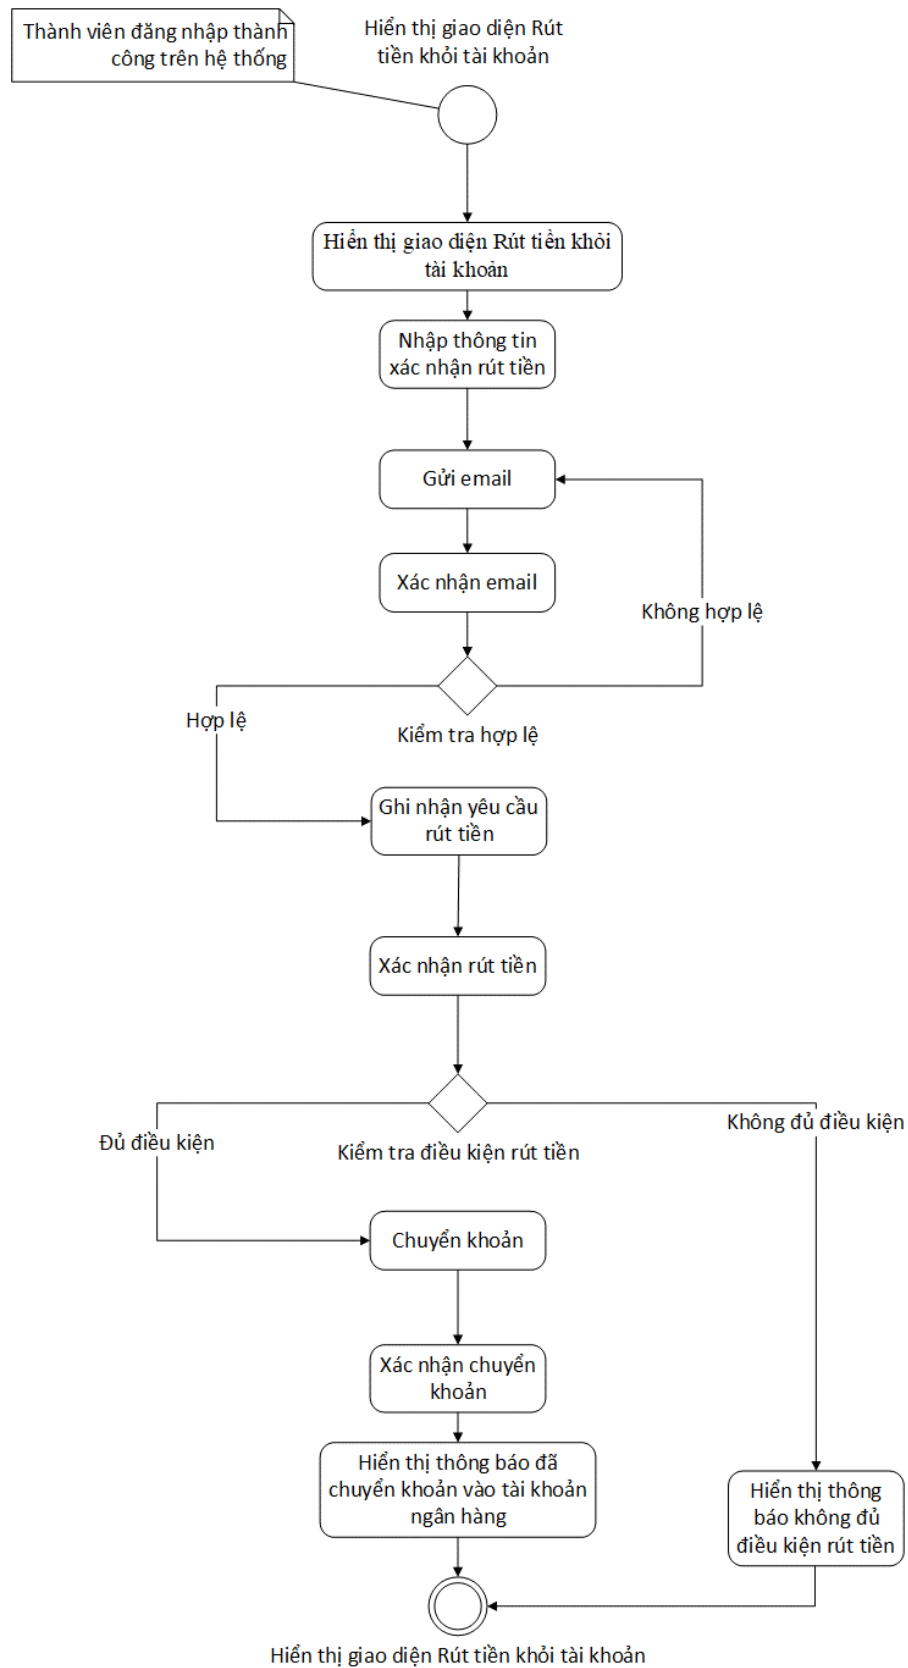 Thành viên đăng nhập thành
công trên hệ thống
Hiển thị giao diện Rút
tiền khỏi tài khoản
Hiển thị giao diện Rút tiền khỏi
tài khoản
Nhập thông tin
xác nhận rút tiền
Gửi email
Xác nhận email
Không hợp lệ
Hợp lệ
Kiểm tra hợp lệ
Ghi nhận yêu cầu
rút tiền
Xác nhận rút tiền
Không đủ điều kiện
Đủ điều kiện
Kiểm tra điều kiện rút tiền
Chuyển khoản
Xác nhận chuyển
khoản
Hiển thị thông báo đã
chuyển khoản vào tài khoản
ngân hàng
Hiển thị thông
báo không đủ
điều kiện rút tiền
Hiển thị giao diện Rút tiền khỏi tài khoản